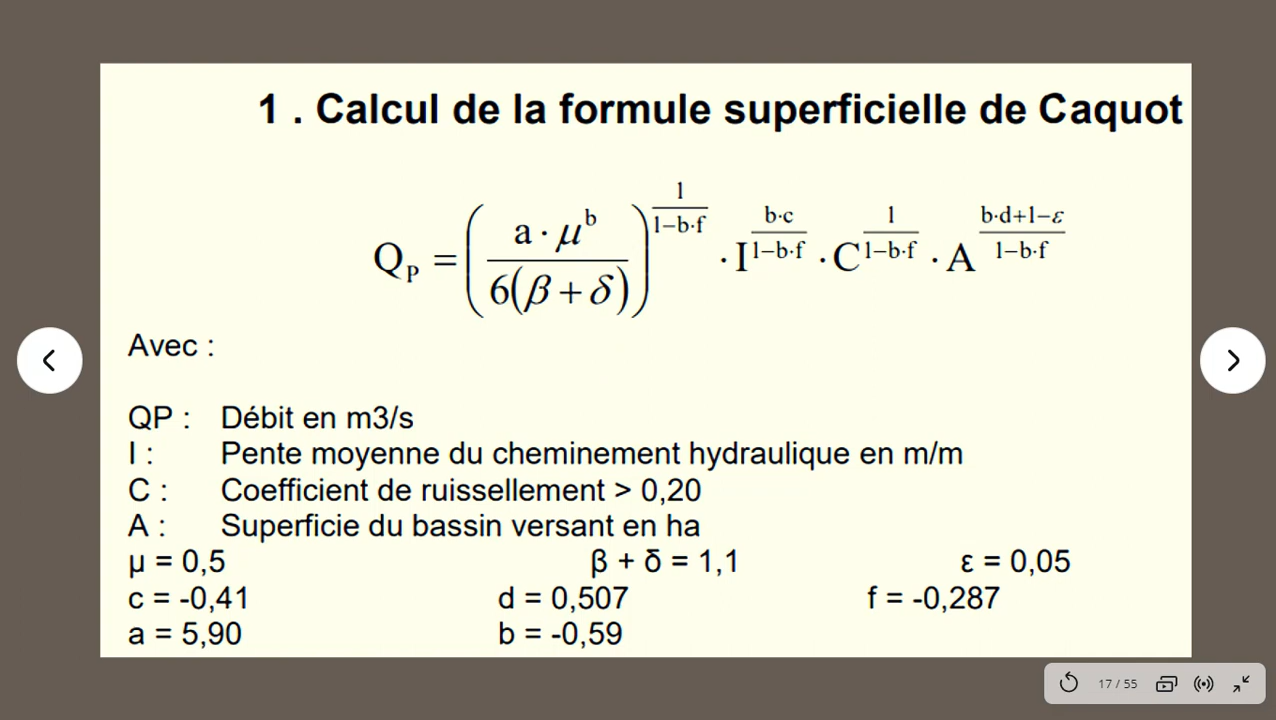 1 . Calcul de la formule superficielle de Caquot
Q_P = ( (a · μ^b) / (6(β + δ)) )^(1/(1−b·f)) · I^((b·c)/(1−b·f)) · C^(1/(1−b·f)) · A^((b·d+1−ε)/(1−b·f))
Avec :
QP : Débit en m3/s
I : Pente moyenne du cheminement hydraulique en m/m
C : Coefficient de ruissellement > 0,20
A : Superficie du bassin versant en ha
µ = 0,5 β + δ = 1,1 ε = 0,05
c = -0,41 d = 0,507 f = -0,287
a = 5,90 b = -0,59
17 / 55